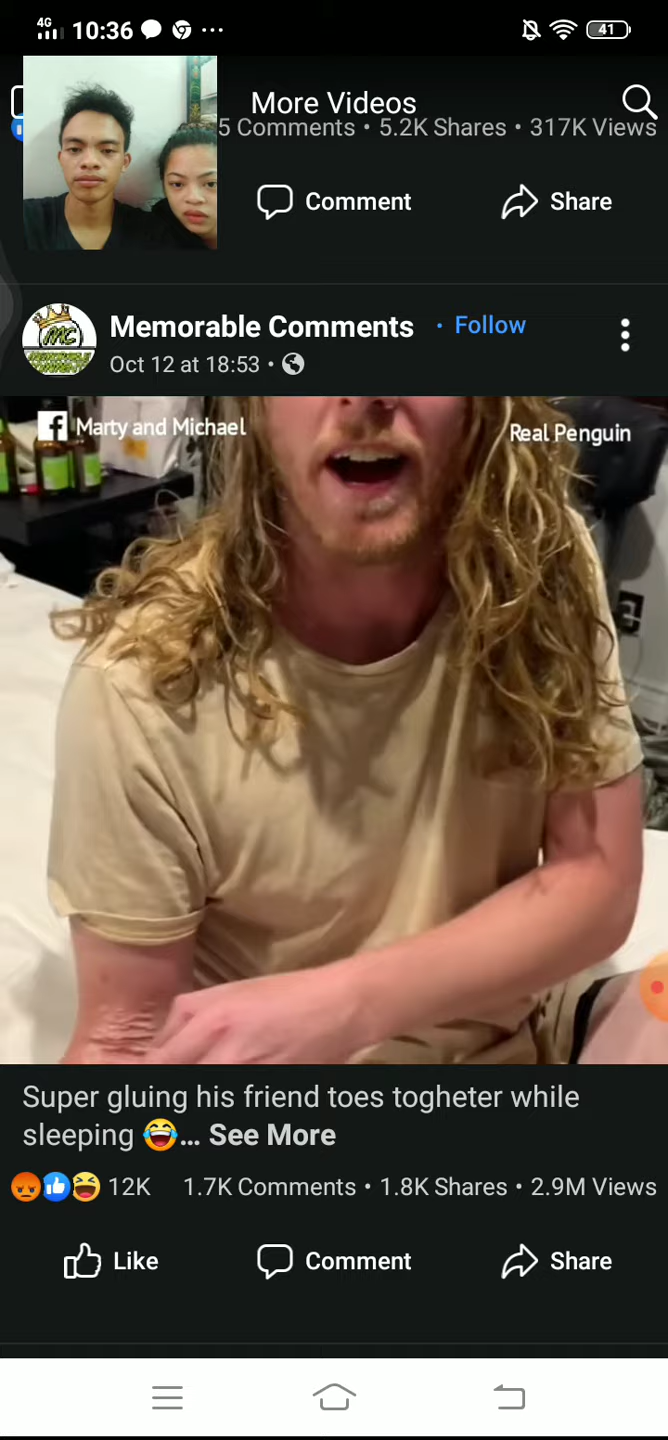 4G 10:36 41
More Videos
5 Comments • 5.2K Shares • 317K Views
Comment Share
Memorable Comments • Follow
Oct 12 at 18:53 •
MC
Marty and Michael Real Penguin
Super gluing his friend toes togheter while
sleeping 😂... See More
12K 1.7K Comments • 1.8K Shares • 2.9M Views
Like Comment Share